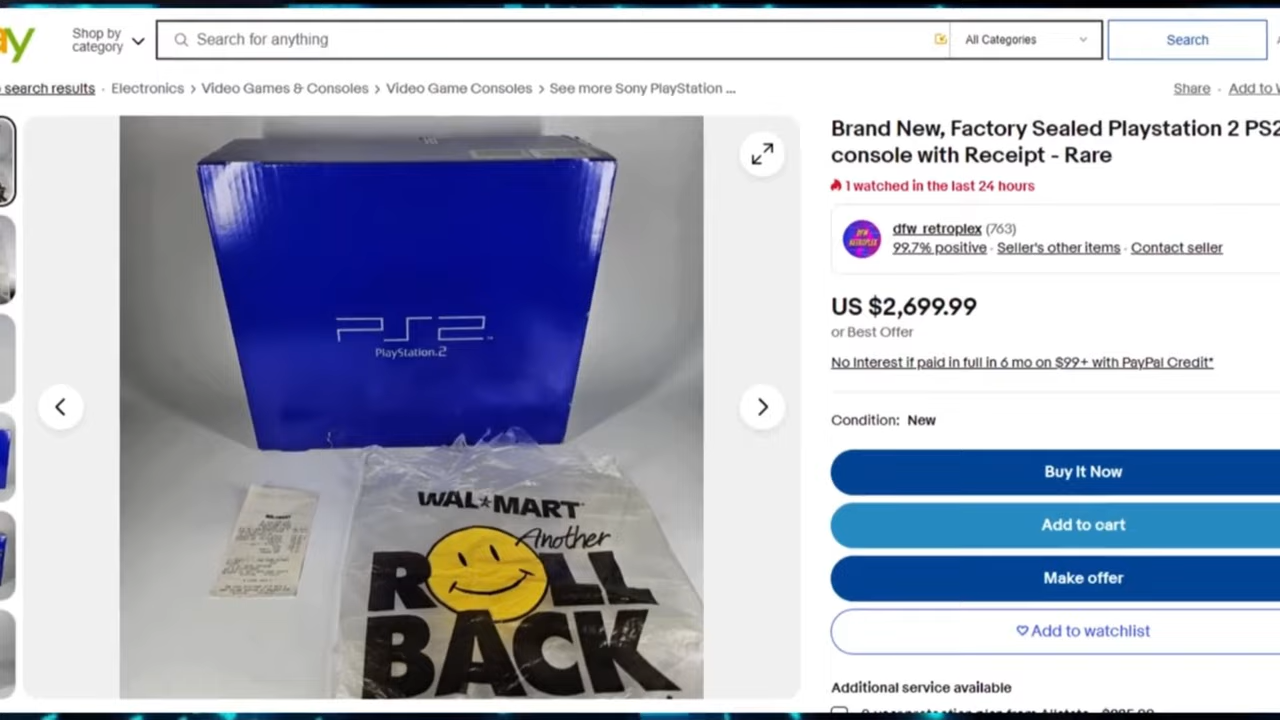 ay
Shop by
category
Search for anything
All Categories
Search
search results
Electronics > Video Games & Consoles > Video Game Consoles > See more Sony PlayStation ...
Share
Add to W
Brand New, Factory Sealed Playstation 2 PS2
console with Receipt - Rare
1 watched in the last 24 hours
dfw_retroplex (763)
99.7% positive · Seller's other items · Contact seller
US $2,699.99
or Best Offer
No Interest if paid in full in 6 mo on $99+ with PayPal Credit*
Condition: New
Buy It Now
Add to cart
Make offer
Add to watchlist
Additional service available
PS2
PlayStation.2
WAL★MART
Another
ROLL
BACK